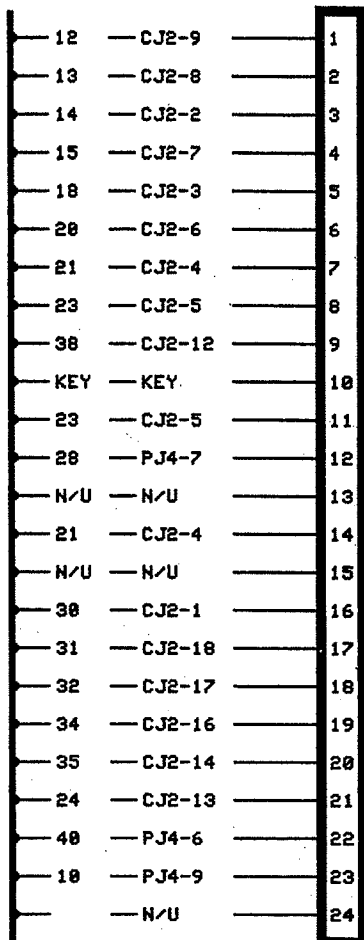 12 — CJ2-9 1
13 — CJ2-8 2
14 — CJ2-2 3
15 — CJ2-7 4
18 — CJ2-3 5
20 — CJ2-6 6
21 — CJ2-4 7
23 — CJ2-5 8
38 — CJ2-12 9
KEY — KEY 10
23 — CJ2-5 11
28 — PJ4-7 12
N/U — N/U 13
21 — CJ2-4 14
N/U — N/U 15
30 — CJ2-1 16
31 — CJ2-18 17
32 — CJ2-17 18
34 — CJ2-16 19
35 — CJ2-14 20
24 — CJ2-13 21
40 — PJ4-6 22
10 — PJ4-9 23
— N/U 24